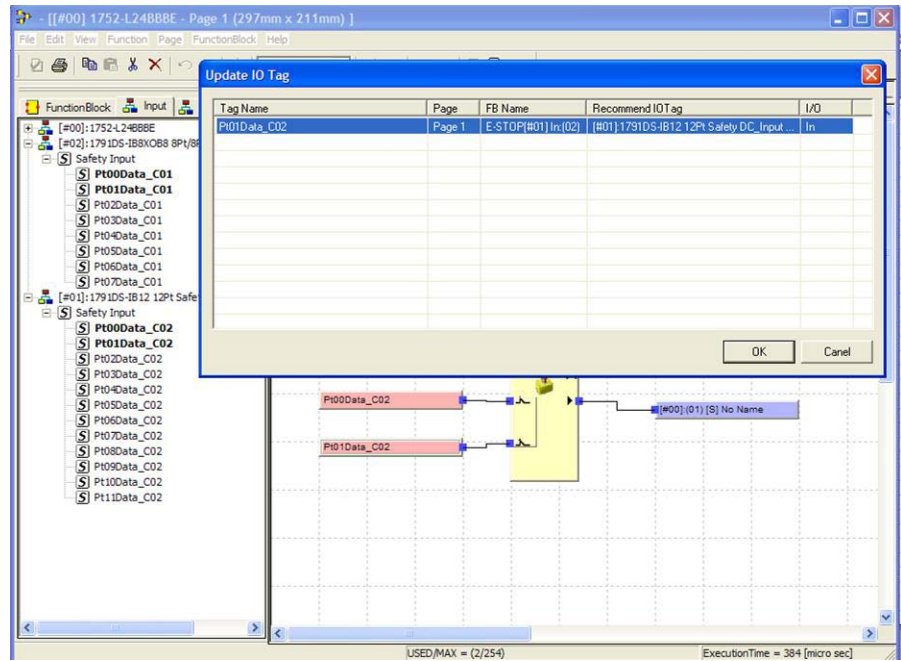 - [[#00] 1752-L24BBBE - Page 1 (297mm x 211mm) ]
File Edit View Function Page FunctionBlock Help
Update IO Tag
Tag Name Page FB Name Recommend IOTag I/O
Pt01Data_C02 Page 1 E-STOP[#01] In:(02) [#01]:1791DS-IB12 12Pt Safety DC_Input ... In
OK Canel
FunctionBlock Input
[#00]:1752-L24BBBE
[#02]:1791DS-IB8XOB8 8Pt/8P
Safety Input
Pt00Data_C01
Pt01Data_C01
Pt02Data_C01
Pt03Data_C01
Pt04Data_C01
Pt05Data_C01
Pt06Data_C01
Pt07Data_C01
[#01]:1791DS-IB12 12Pt Safe
Safety Input
Pt00Data_C02
Pt01Data_C02
Pt02Data_C02
Pt03Data_C02
Pt04Data_C02
Pt05Data_C02
Pt06Data_C02
Pt07Data_C02
Pt08Data_C02
Pt09Data_C02
Pt10Data_C02
Pt11Data_C02
Pt00Data_C02
[#00]:(01) [S] No Name
Pt01Data_C02
USED/MAX = (2/254) ExecutionTime = 384 [micro sec]